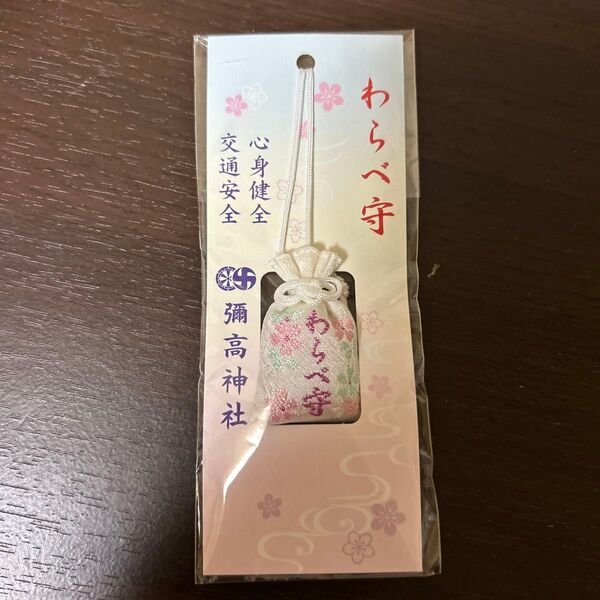 わらべ守
心身健全
交通安全
彌高神社
わらべ守